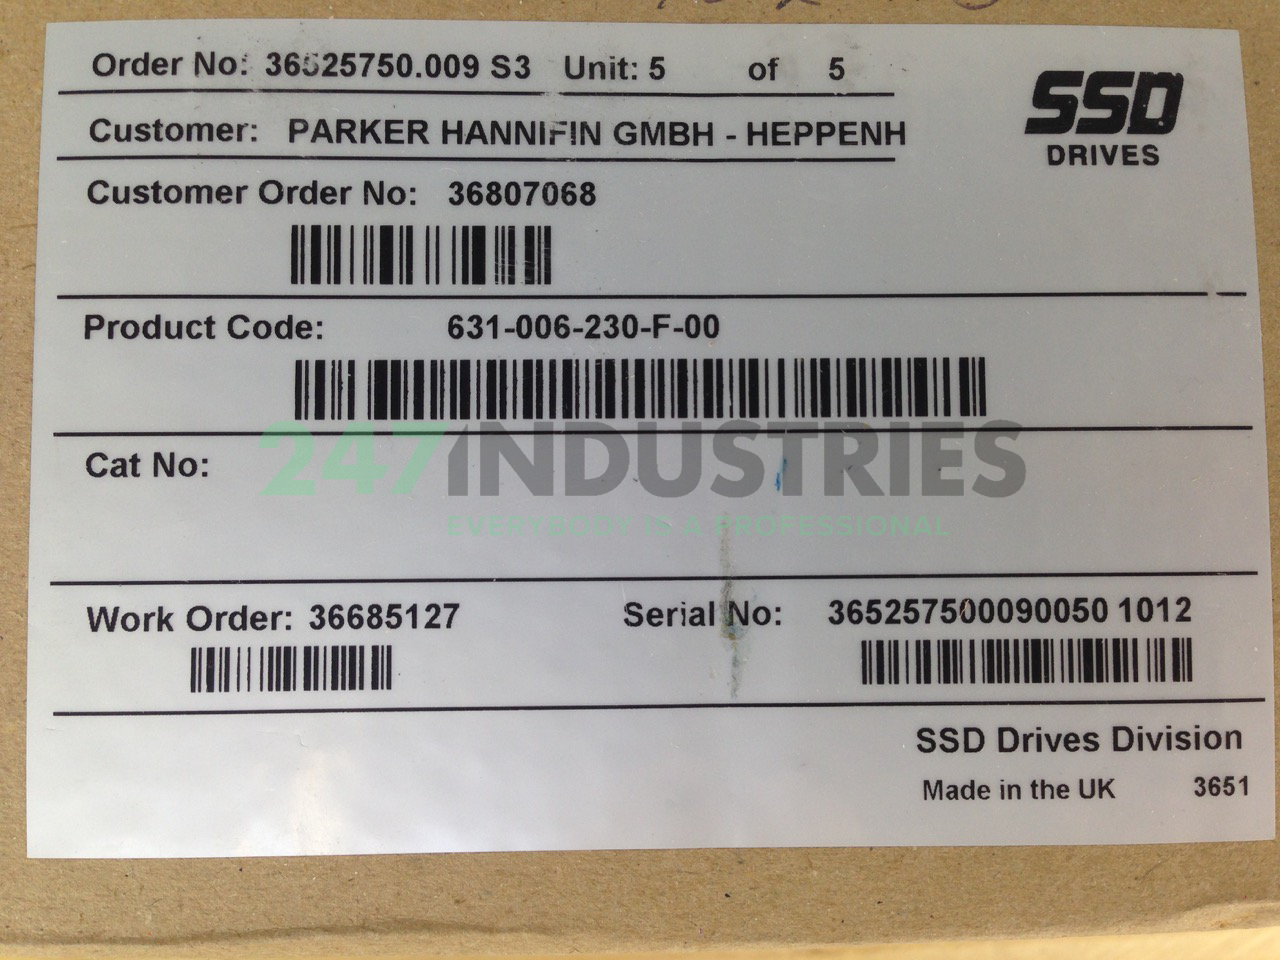 Order No: 36525750.009 S3 Unit: 5 of 5
SSD
DRIVES
Customer: PARKER HANNIFIN GMBH - HEPPENH
Customer Order No: 36807068
Product Code: 631-006-230-F-00
247INDUSTRIES
EVERYBODY IS A PROFESSIONAL
Cat No:
Work Order: 36685127 Serial No: 365257500090050 1012
SSD Drives Division
Made in the UK 3651